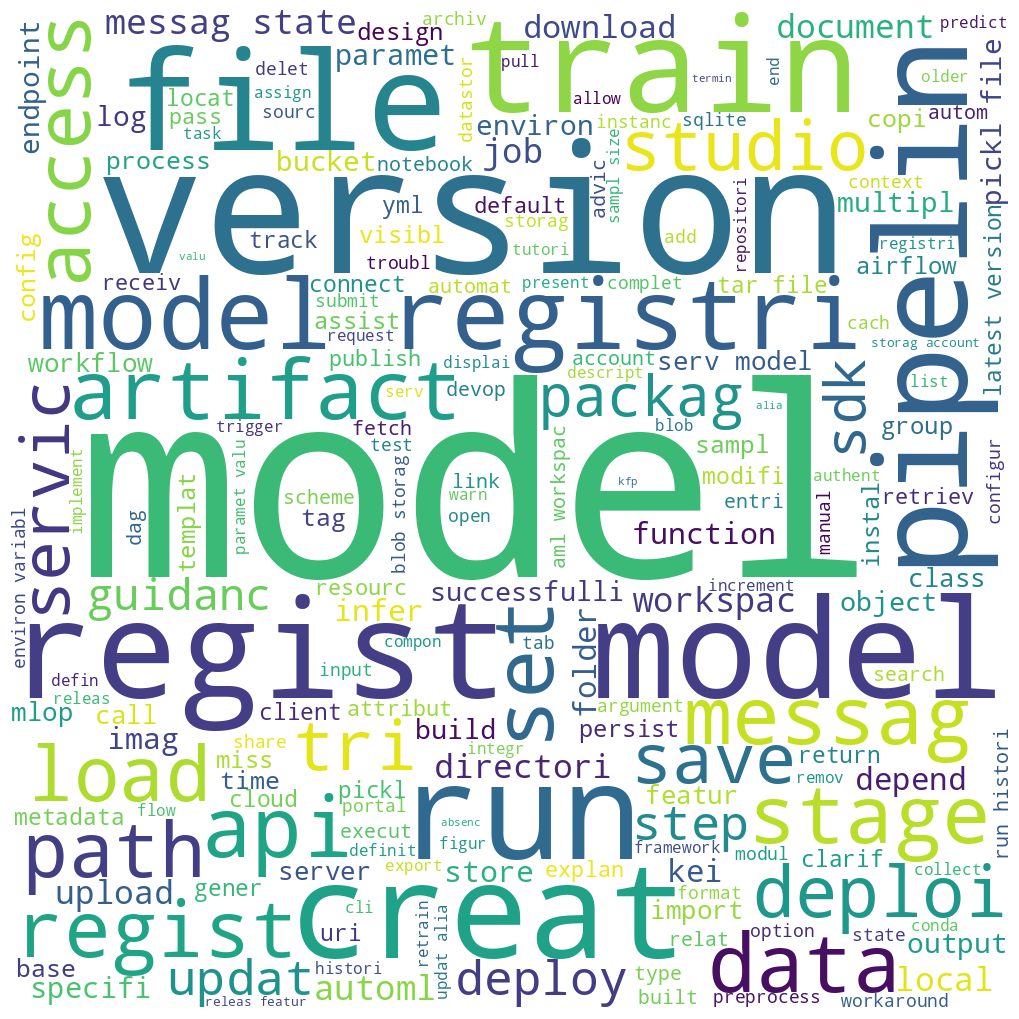 messag state
design
archiv
download
document
predict
endpoint
access
file
paramet
train
pull
termin
end
delet
locat
assign
sourc
pass
log
task
datastor
allow
older
autom
pickl file
environ
instanc
sqlite
copi
process
bucket
notebook
job
advic
sampl size
studio
context
pipelin
version
yml
default
storag
add
repositori
multipl
registri
track
visibl
tutori
airflow
config
valu
troubl
receiv
connect
automat
present
complet
tar file
latest version
model registri
submit
assist
request
cach
storag account
workflow
publish
displai
account
serv model
sdk
list
artifact
serv
devop
descript
packag
alia
group
servic
trigger
fetch
test
blob
sampl
model
link
warn
kfp
modifi
authent
implement
templat
paramet valu
scheme
tag
dag
open
blob storag
aml workspac
entri
function
manual
instal
retriev
configur
environ variabl
guidanc
resourc
infer
successfulli
increment
workspac
class
object
regist model
set
compon
tab
folder
input
search
defin
releas
mlop
call
client
attribut
argument
messag
imag
build
persist
load
share
miss
tri
integr
directori
save
return
remov
depend
time
metadata
flow
cloud
pickl
portal
run
absenc
featur
stage
run histori
path
api
execut
definit
figur
step
framework
modul
clarif
collect
upload
gener
server
export
store
explan
kei
format
deploi
regist
creat
cli
uri
import
relat
option
state
conda
output
base
specifi
updat
histori
releas featur
automl
retrain
updat alia
deploy
type
built
data
preprocess
local
workaround